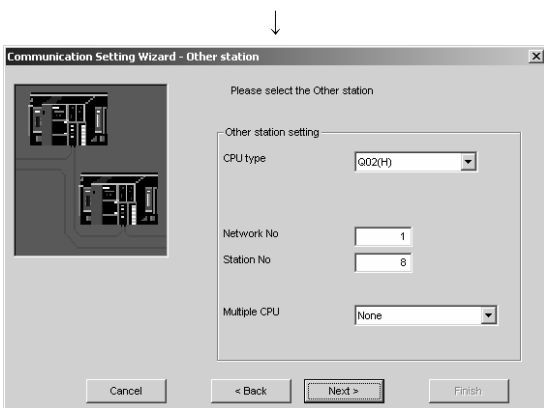 ↓
Communication Setting Wizard - Other station
Please select the Other station
Other station setting
CPU type Q02(H)
Network No 1
Station No 8
Multiple CPU None
Cancel < Back Next > Finish